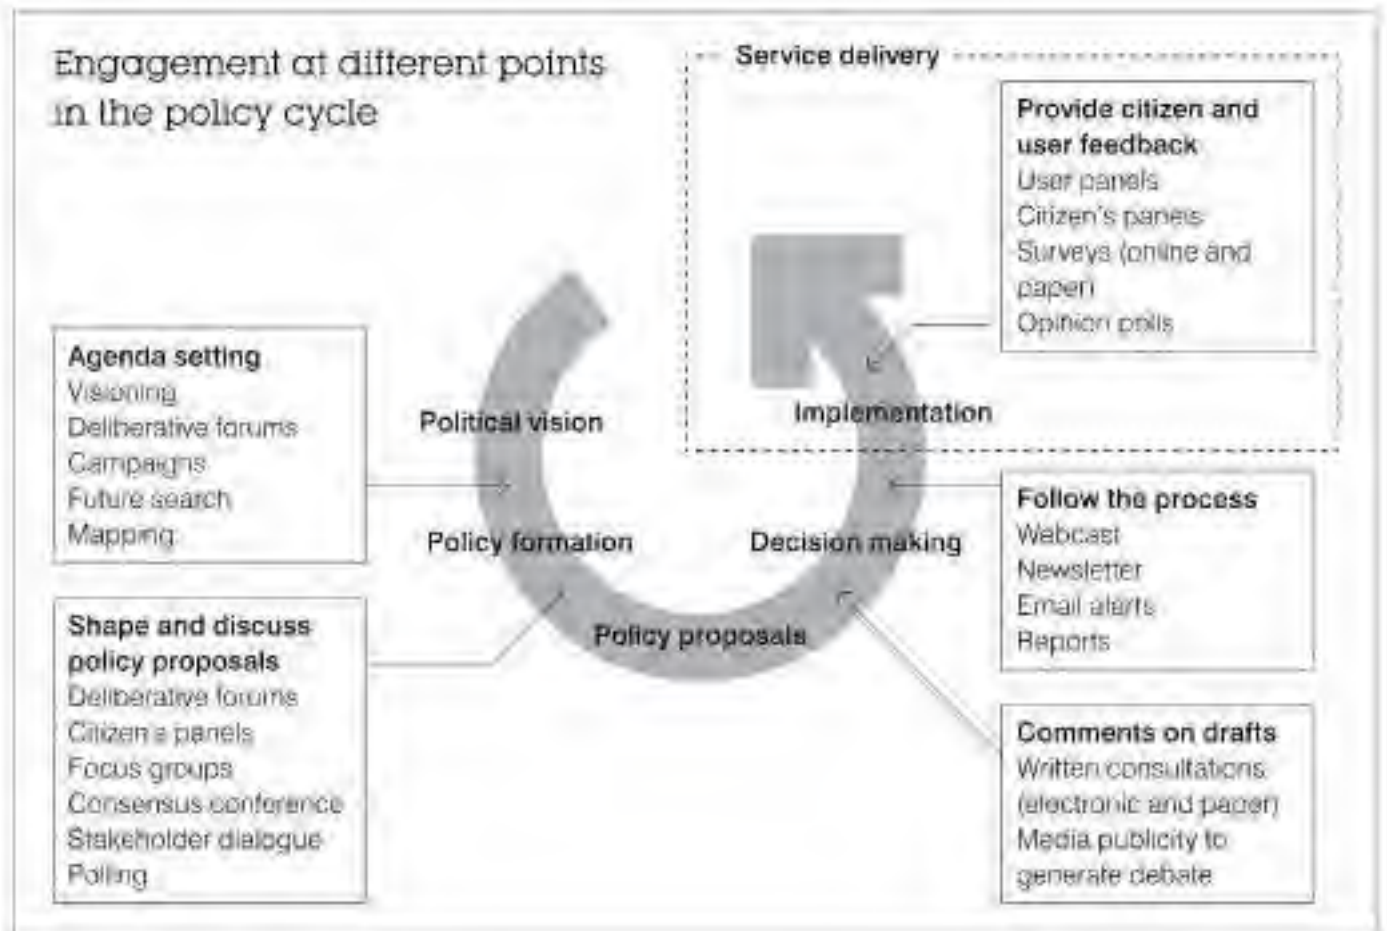 Engagement at different points
in the policy cycle
Service delivery
Provide citizen and
user feedback
User panels
Citizen's panels
Surveys (online and
paper)
Opinion polls
Agenda setting
Visioning
Deliberative forums
Campaigns
Future search
Mapping
Political vision
Implementation
Policy formation
Decision making
Policy proposals
Follow the process
Webcast
Newsletter
Email alerts
Reports
Shape and discuss
policy proposals
Deliberative forums
Citizen's panels
Focus groups
Consensus conference
Stakeholder dialogue
Polling
Comments on drafts
Written consultations
(electronic and paper)
Media publicity to
generate debate